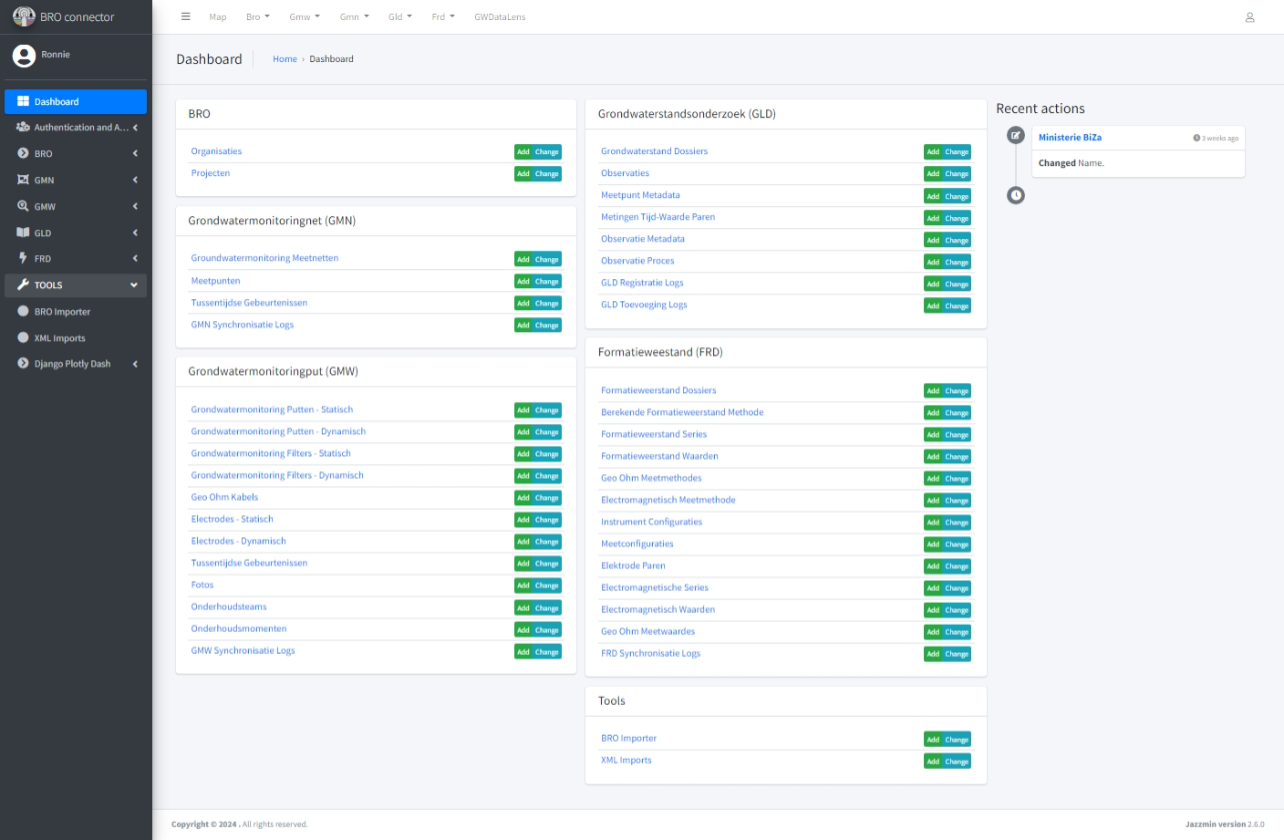 BRO connector
Ronnie
Dashboard
Authentication and A...
BRO
GMN
GMW
GLD
FRD
TOOLS
BRO Importer
XML Imports
Django Plotly Dash
Map Bro Gmw Gmn Gld Frd GWDataLens
Dashboard Home › Dashboard
BRO
Organisaties Add Change
Projecten Add Change
Grondwatermonitoringnet (GMN)
Groundwatermonitoring Meetnetten Add Change
Meetpunten Add Change
Tussentijdse Gebeurtenissen Add Change
GMN Synchronisatie Logs Add Change
Grondwatermonitoringput (GMW)
Grondwatermonitoring Putten - Statisch Add Change
Grondwatermonitoring Putten - Dynamisch Add Change
Grondwatermonitoring Filters - Statisch Add Change
Grondwatermonitoring Filters - Dynamisch Add Change
Geo Ohm Kabels Add Change
Electrodes - Statisch Add Change
Electrodes - Dynamisch Add Change
Tussentijdse Gebeurtenissen Add Change
Fotos Add Change
Onderhoudsteams Add Change
Onderhoudsmomenten Add Change
GMW Synchronisatie Logs Add Change
Grondwaterstandsonderzoek (GLD)
Grondwaterstand Dossiers Add Change
Observaties Add Change
Meetpunt Metadata Add Change
Metingen Tijd-Waarde Paren Add Change
Observatie Metadata Add Change
Observatie Proces Add Change
GLD Registratie Logs Add Change
GLD Toevoeging Logs Add Change
Formatieweestand (FRD)
Formatieweerstand Dossiers Add Change
Berekende Formatieweerstand Methode Add Change
Formatieweerstand Series Add Change
Formatieweerstand Waarden Add Change
Geo Ohm Meetmethodes Add Change
Electromagnetisch Meetmethode Add Change
Instrument Configuraties Add Change
Meetconfiguraties Add Change
Elektrode Paren Add Change
Electromagnetische Series Add Change
Electromagnetisch Waarden Add Change
Geo Ohm Meetwaardes Add Change
FRD Synchronisatie Logs Add Change
Tools
BRO Importer Add Change
XML Imports Add Change
Recent actions
Ministerie BiZa 3 weeks ago
Changed Name.
Copyright © 2024 . All rights reserved. Jazzmin version 2.6.0